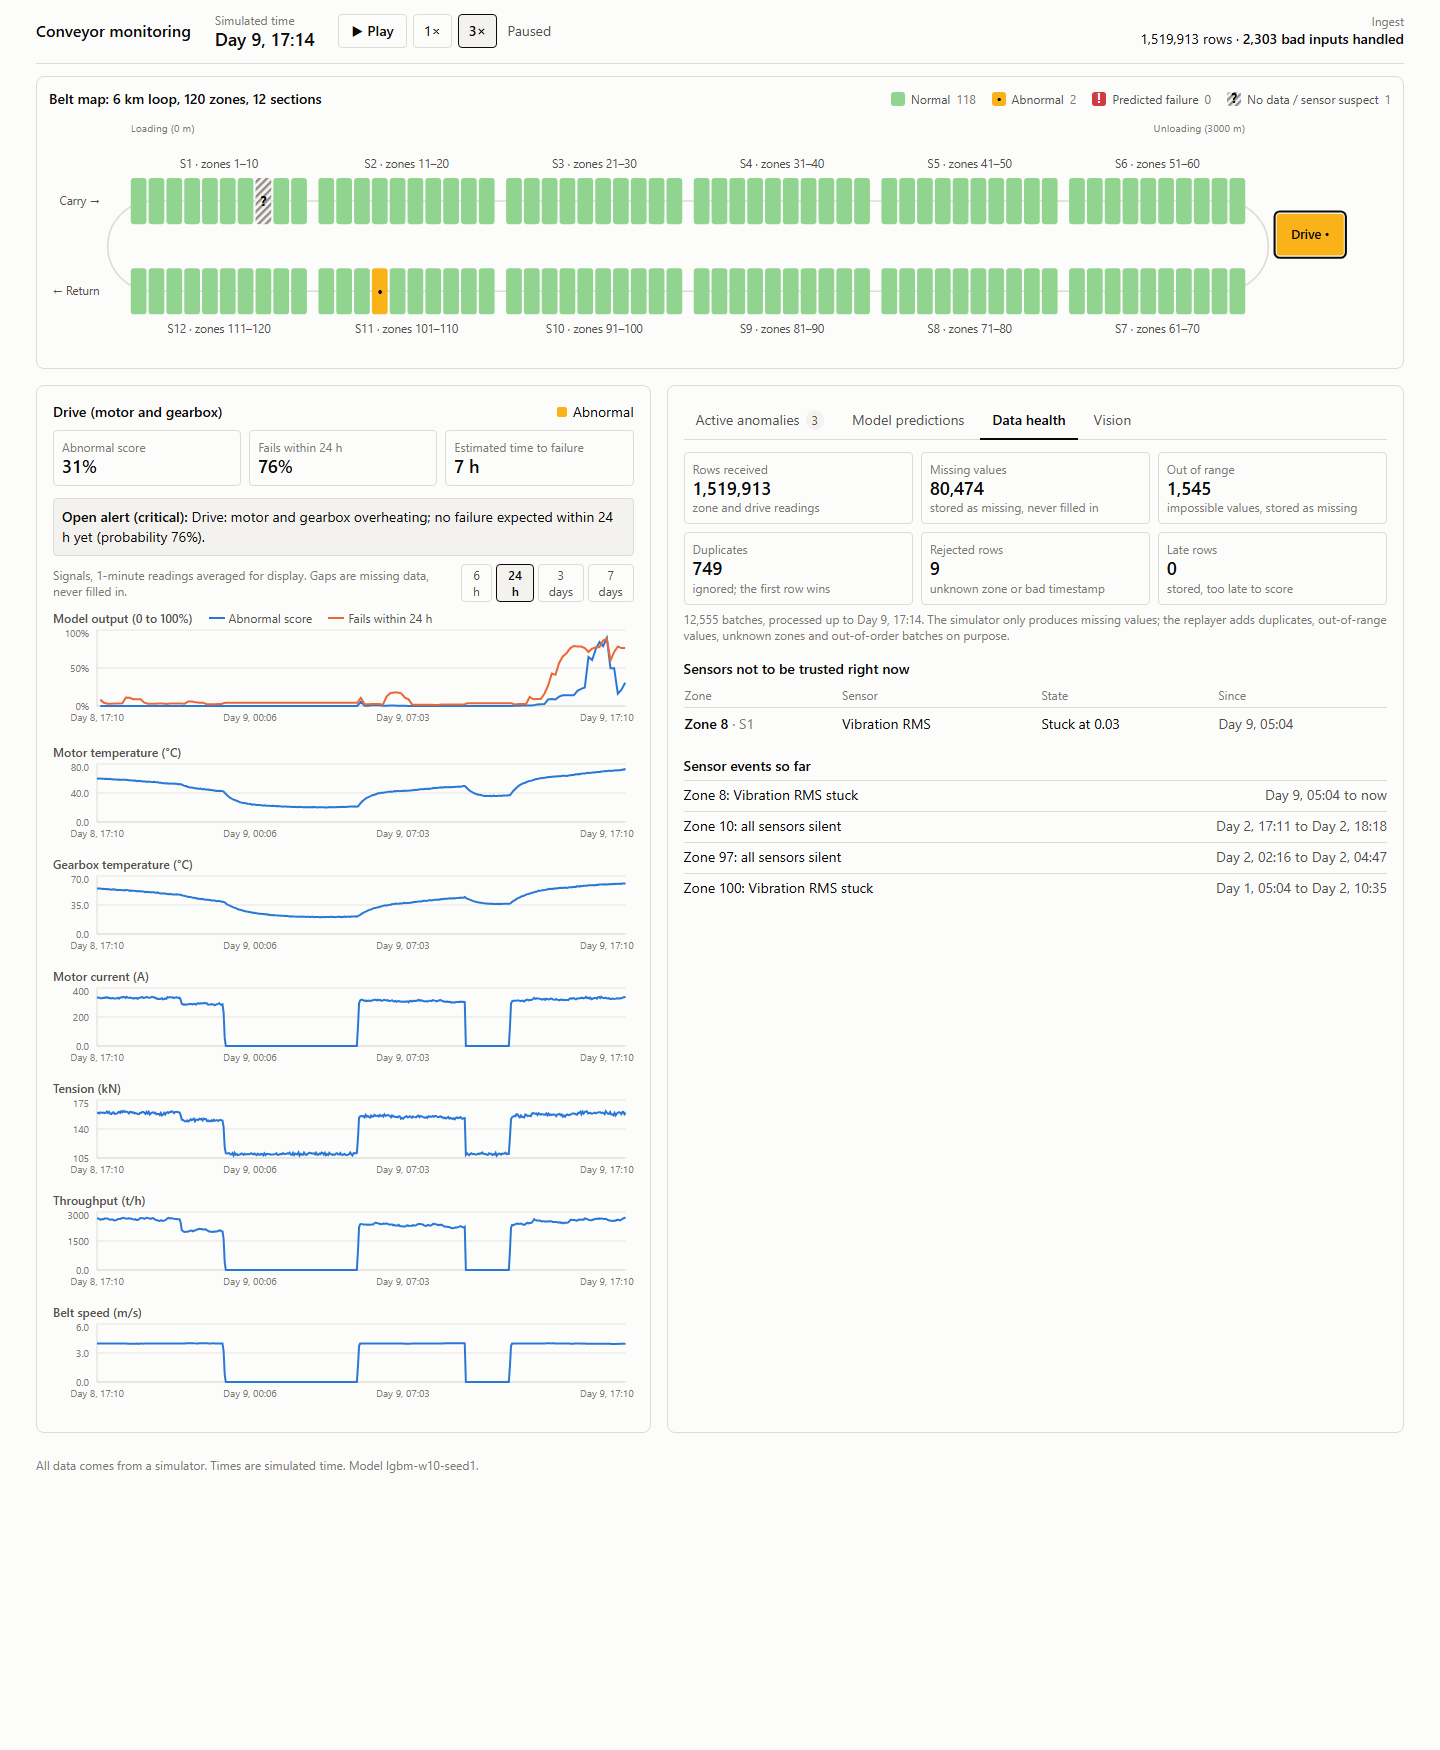 Conveyor monitoring
Simulated time
Day 9, 17:14
▶ Play
1×
3×
Paused
Ingest
1,519,913 rows · 2,303 bad inputs handled
Belt map: 6 km loop, 120 zones, 12 sections
Normal 118
• Abnormal 2
! Predicted failure 0
? No data / sensor suspect 1
Loading (0 m)
Unloading (3000 m)
S1 · zones 1–10
S2 · zones 11–20
S3 · zones 21–30
S4 · zones 31–40
S5 · zones 41–50
S6 · zones 51–60
Carry →
?
Drive •
← Return
•
S12 · zones 111–120
S11 · zones 101–110
S10 · zones 91–100
S9 · zones 81–90
S8 · zones 71–80
S7 · zones 61–70
Drive (motor and gearbox)
Abnormal
Abnormal score
31%
Fails within 24 h
76%
Estimated time to failure
7 h
Open alert (critical): Drive: motor and gearbox overheating; no failure expected within 24
h yet (probability 76%).
Signals, 1-minute readings averaged for display. Gaps are missing data,
never filled in.
6
h
24
h
3
days
7
days
Model output (0 to 100%)
Abnormal score
Fails within 24 h
100%
50%
0%
Day 8, 17:10
Day 9, 00:06
Day 9, 07:03
Day 9, 17:10
Motor temperature (°C)
80.0
40.0
0.0
Day 8, 17:10
Day 9, 00:06
Day 9, 07:03
Day 9, 17:10
Gearbox temperature (°C)
70.0
35.0
0.0
Day 8, 17:10
Day 9, 00:06
Day 9, 07:03
Day 9, 17:10
Motor current (A)
400
200
0.0
Day 8, 17:10
Day 9, 00:06
Day 9, 07:03
Day 9, 17:10
Tension (kN)
175
140
105
Day 8, 17:10
Day 9, 00:06
Day 9, 07:03
Day 9, 17:10
Throughput (t/h)
3000
1500
0.0
Day 8, 17:10
Day 9, 00:06
Day 9, 07:03
Day 9, 17:10
Belt speed (m/s)
6.0
3.0
0.0
Day 8, 17:10
Day 9, 00:06
Day 9, 07:03
Day 9, 17:10
Active anomalies 3
Model predictions
Data health
Vision
Rows received
1,519,913
zone and drive readings
Missing values
80,474
stored as missing, never filled in
Out of range
1,545
impossible values, stored as missing
Duplicates
749
ignored; the first row wins
Rejected rows
9
unknown zone or bad timestamp
Late rows
0
stored, too late to score
12,555 batches, processed up to Day 9, 17:14. The simulator only produces missing values; the replayer adds duplicates, out-of-range
values, unknown zones and out-of-order batches on purpose.
Sensors not to be trusted right now
Zone
Sensor
State
Since
Zone 8 · S1
Vibration RMS
Stuck at 0.03
Day 9, 05:04
Sensor events so far
Zone 8: Vibration RMS stuck
Day 9, 05:04 to now
Zone 10: all sensors silent
Day 2, 17:11 to Day 2, 18:18
Zone 97: all sensors silent
Day 2, 02:16 to Day 2, 04:47
Zone 100: Vibration RMS stuck
Day 1, 05:04 to Day 2, 10:35
All data comes from a simulator. Times are simulated time. Model lgbm-w10-seed1.